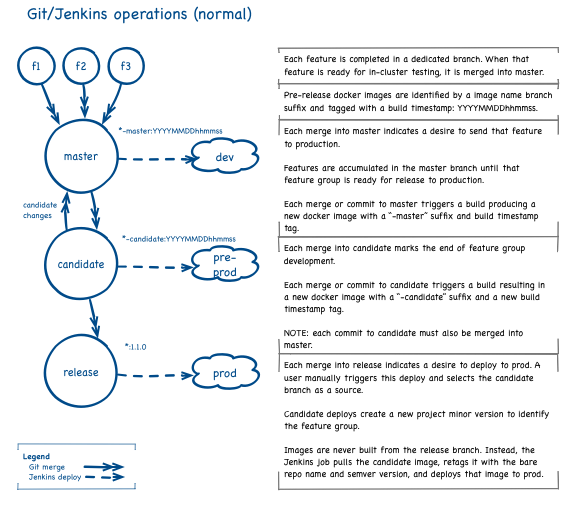 Git/Jenkins operations (normal)
f1
f2
f3
master
*-master:YYYYMMDDhhmmss
dev
candidate
changes
candidate
*-candidate:YYYYMMDDhhmmss
pre-
prod
release
*:1.1.0
prod
Legend
Git merge
Jenkins deploy
Each feature is completed in a dedicated branch. When that
feature is ready for in-cluster testing, it is merged into master.
Pre-release docker images are identified by a image name branch
suffix and tagged with a build timestamp: YYYYMMDDhhmmss.
Each merge into master indicates a desire to send that feature
to production.
Features are accumulated in the master branch until that
feature group is ready for release to production.
Each merge or commit to master triggers a build producing a
new docker image with a "-master" suffix and build timestamp
tag.
Each merge into candidate marks the end of feature group
development.
Each merge or commit to candidate triggers a build resulting in
a new docker image with a "-candidate" suffix and a new build
timestamp tag.
NOTE: each commit to candidate must also be merged into
master.
Each merge into release indicates a desire to deploy to prod. A
user manually triggers this deploy and selects the candidate
branch as a source.
Candidate deploys create a new project minor version to identify
the feature group.
Images are never built from the release branch. Instead, the
Jenkins job pulls the candidate image, retags it with the bare
repo name and semver version, and deploys that image to prod.